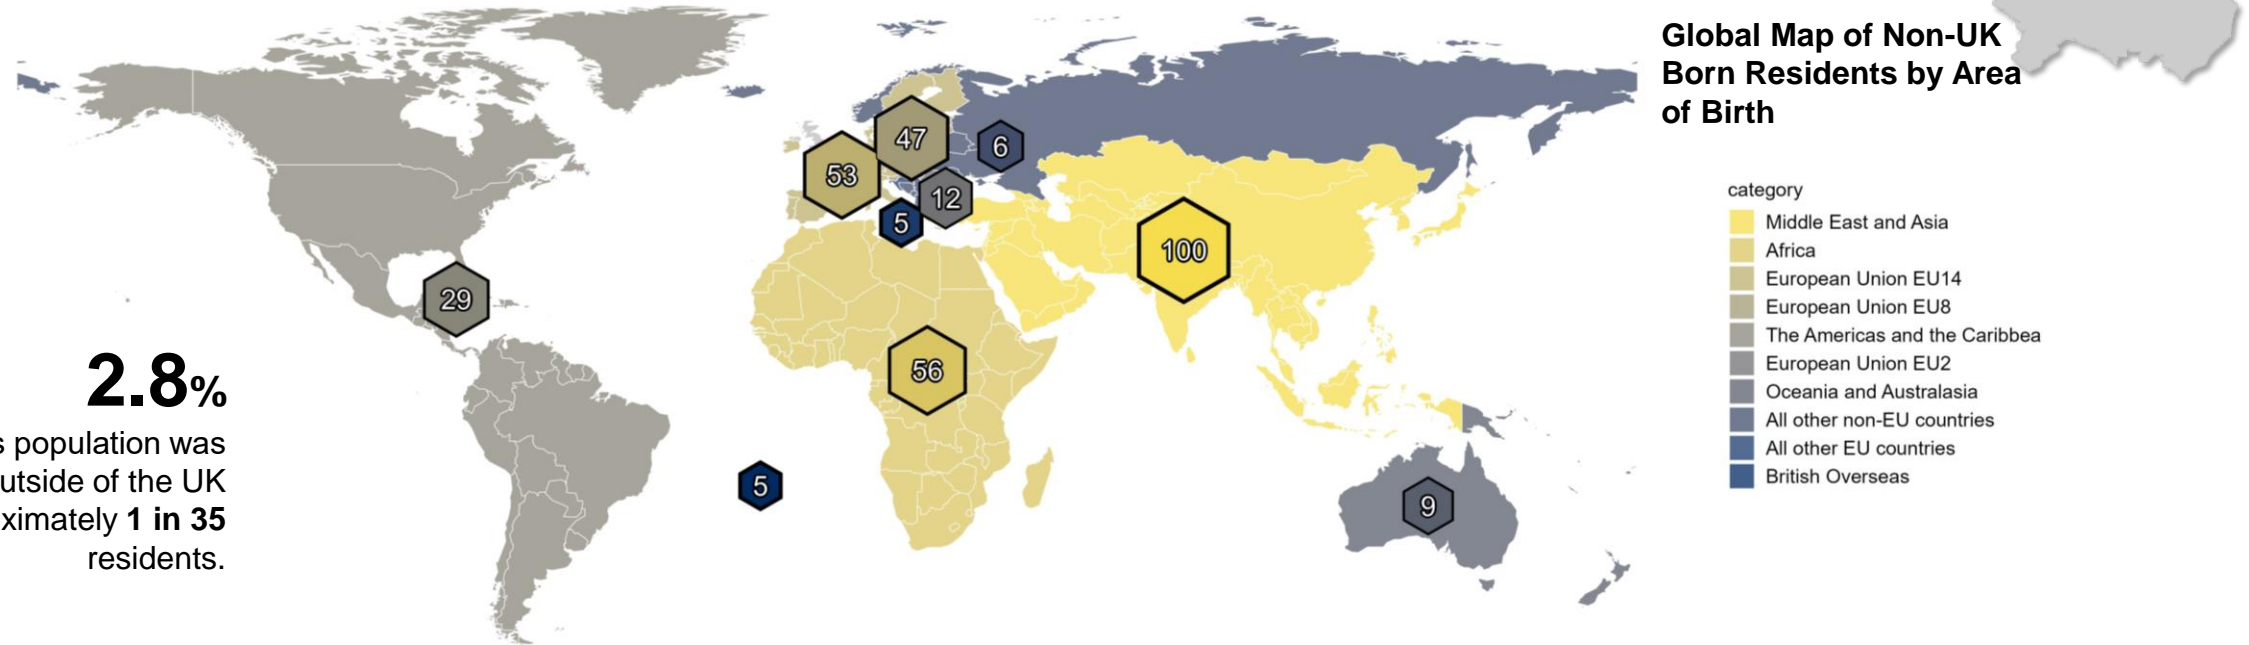 Global Map of Non-UK
Born Residents by Area
of Birth
47
6
53
12
5
100
29
56
5
9
2.8%
s population was
utside of the UK
ximately 1 in 35
residents.
category
Middle East and Asia
Africa
European Union EU14
European Union EU8
The Americas and the Caribbea
European Union EU2
Oceania and Australasia
All other non-EU countries
All other EU countries
British Overseas